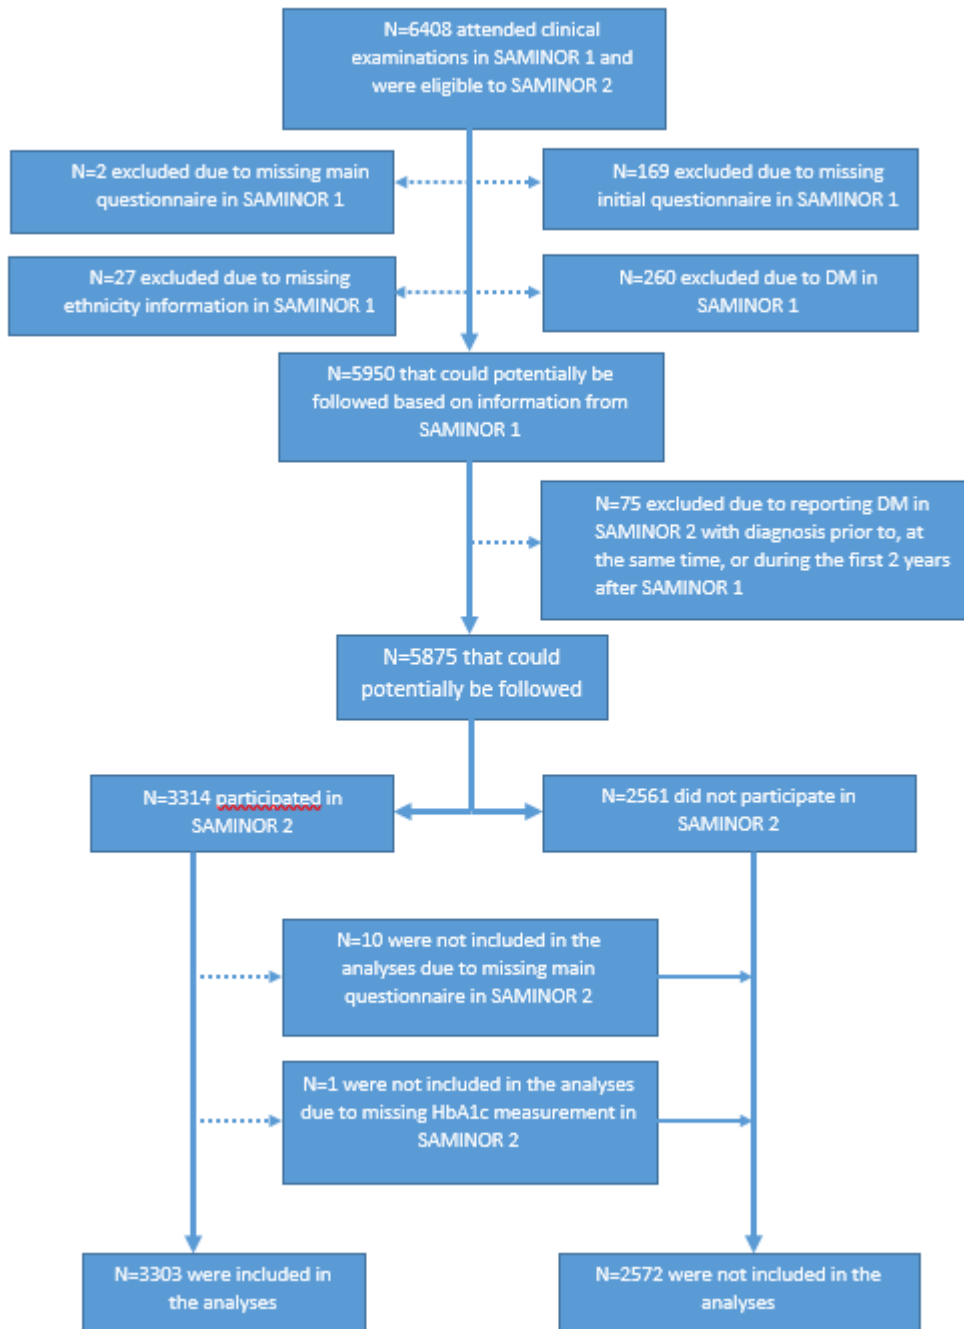 N=6408 attended clinical
examinations in SAMINOR 1 and
were eligible to SAMINOR 2
N=2 excluded due to missing main
questionnaire in SAMINOR 1
N=169 excluded due to missing
initial questionnaire in SAMINOR 1
N=27 excluded due to missing
ethnicity information in SAMINOR 1
N=260 excluded due to DM in
SAMINOR 1
N=5950 that could potentially be
followed based on information from
SAMINOR 1
N=75 excluded due to reporting DM in
SAMINOR 2 with diagnosis prior to, at
the same time, or during the first 2 years
after SAMINOR 1
N=5875 that could
potentially be followed
N=3314 participated in
SAMINOR 2
N=2561 did not participate in
SAMINOR 2
N=10 were not included in the
analyses due to missing main
questionnaire in SAMINOR 2
N=1 were not included in the analyses
due to missing HbA1c measurement in
SAMINOR 2
N=3303 were included in
the analyses
N=2572 were not included in the
analyses